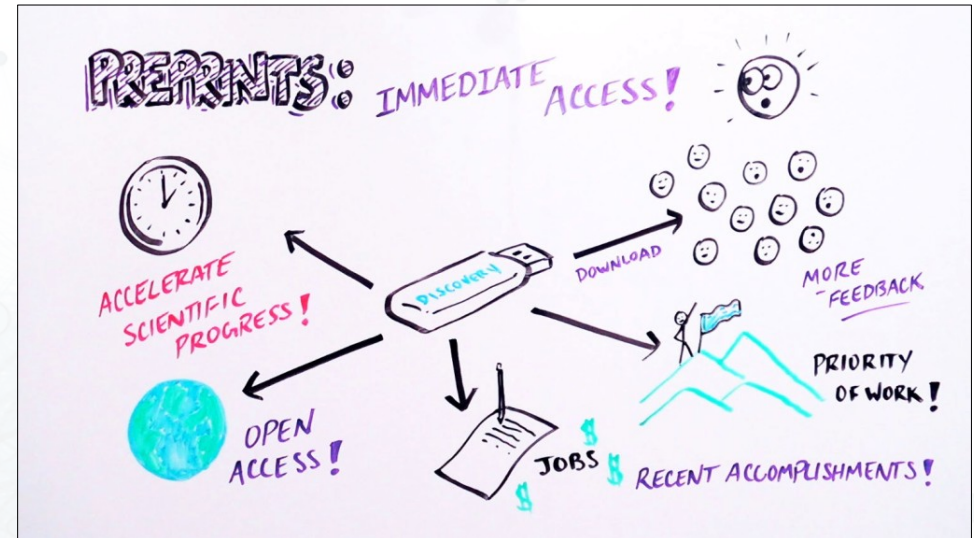 PREPRINTS:
IMMEDIATE ACCESS!
ACCELERATE
SCIENTIFIC
PROGRESS!
DISCOVERY
DOWNLOAD
MORE
FEEDBACK
PRIORITY
OF WORK!
OPEN
ACCESS!
JOBS
$
$
$
RECENT ACCOMPLISHMENTS!